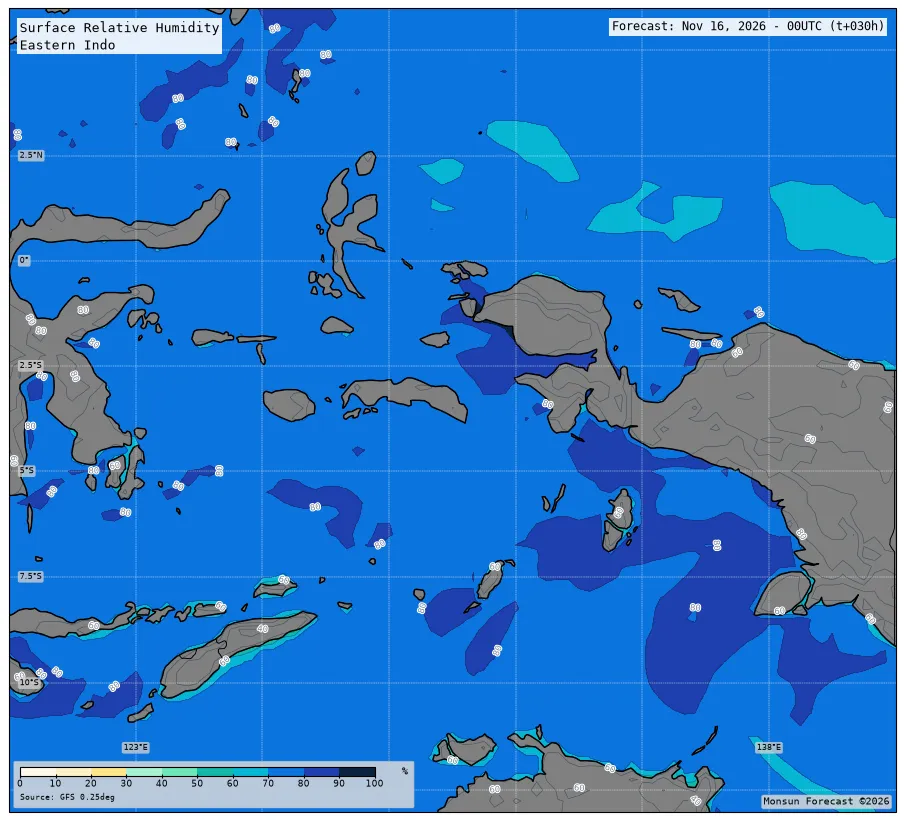 Surface Relative Humidity
Eastern Indo
Forecast: Nov 16, 2026 - 00UTC (t+030h)
2.5°N
0°
2.5°S
5°S
7.5°S
10°S
123°E
138°E
0 10 20 30 40 50 60 70 80 90 100 %
Source: GFS 0.25deg
Monsun Forecast ©2026